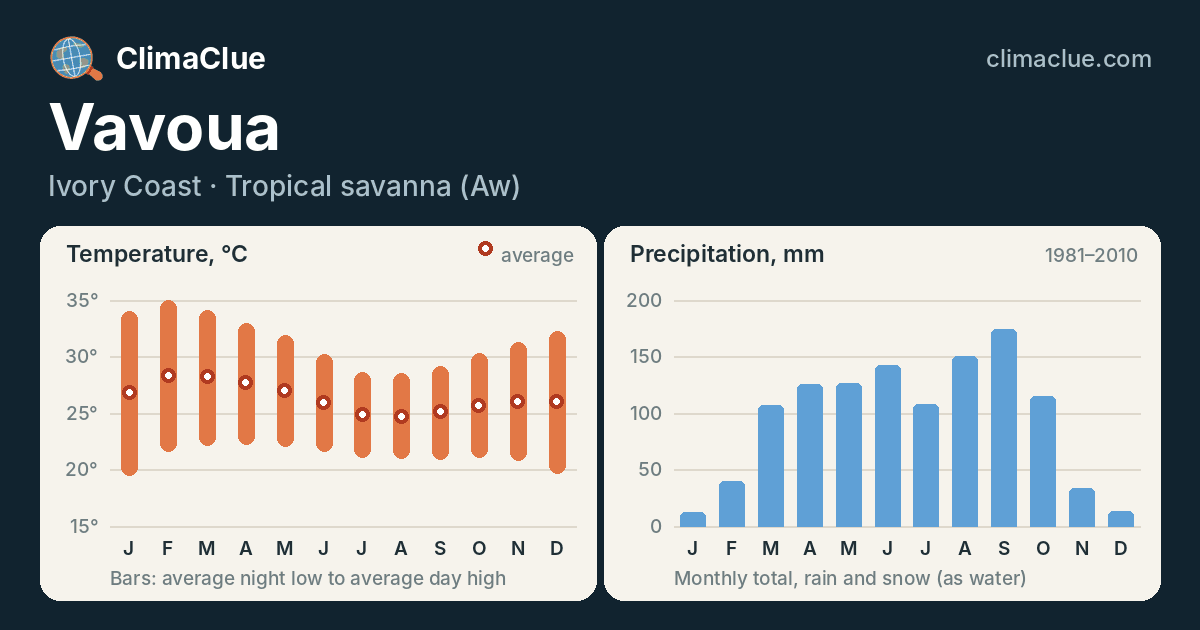 ClimaClue
climaclue.com
Vavoua
Ivory Coast · Tropical savanna (Aw)
Temperature, °C
average
35°
30°
25°
20°
15°
J F M A M J J A S O N D
Bars: average night low to average day high
Precipitation, mm
1981–2010
200
150
100
50
0
J F M A M J J A S O N D
Monthly total, rain and snow (as water)